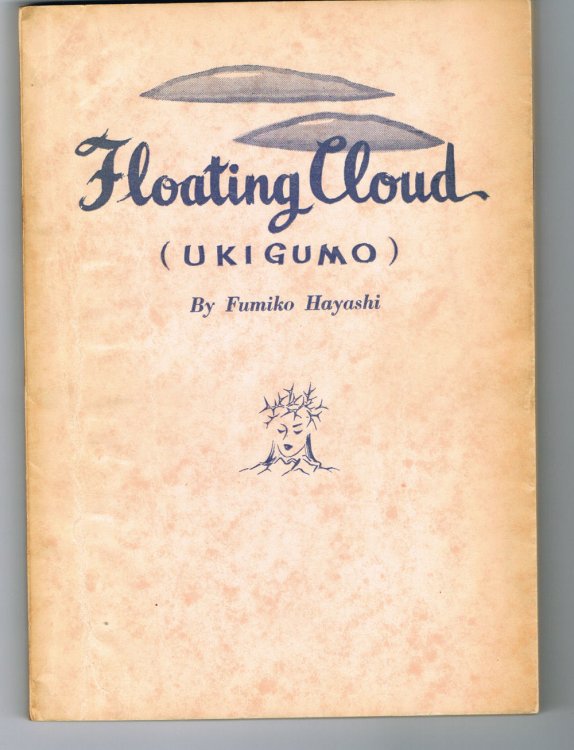 Floating Cloud
(UKIGUMO)
By Fumiko Hayashi